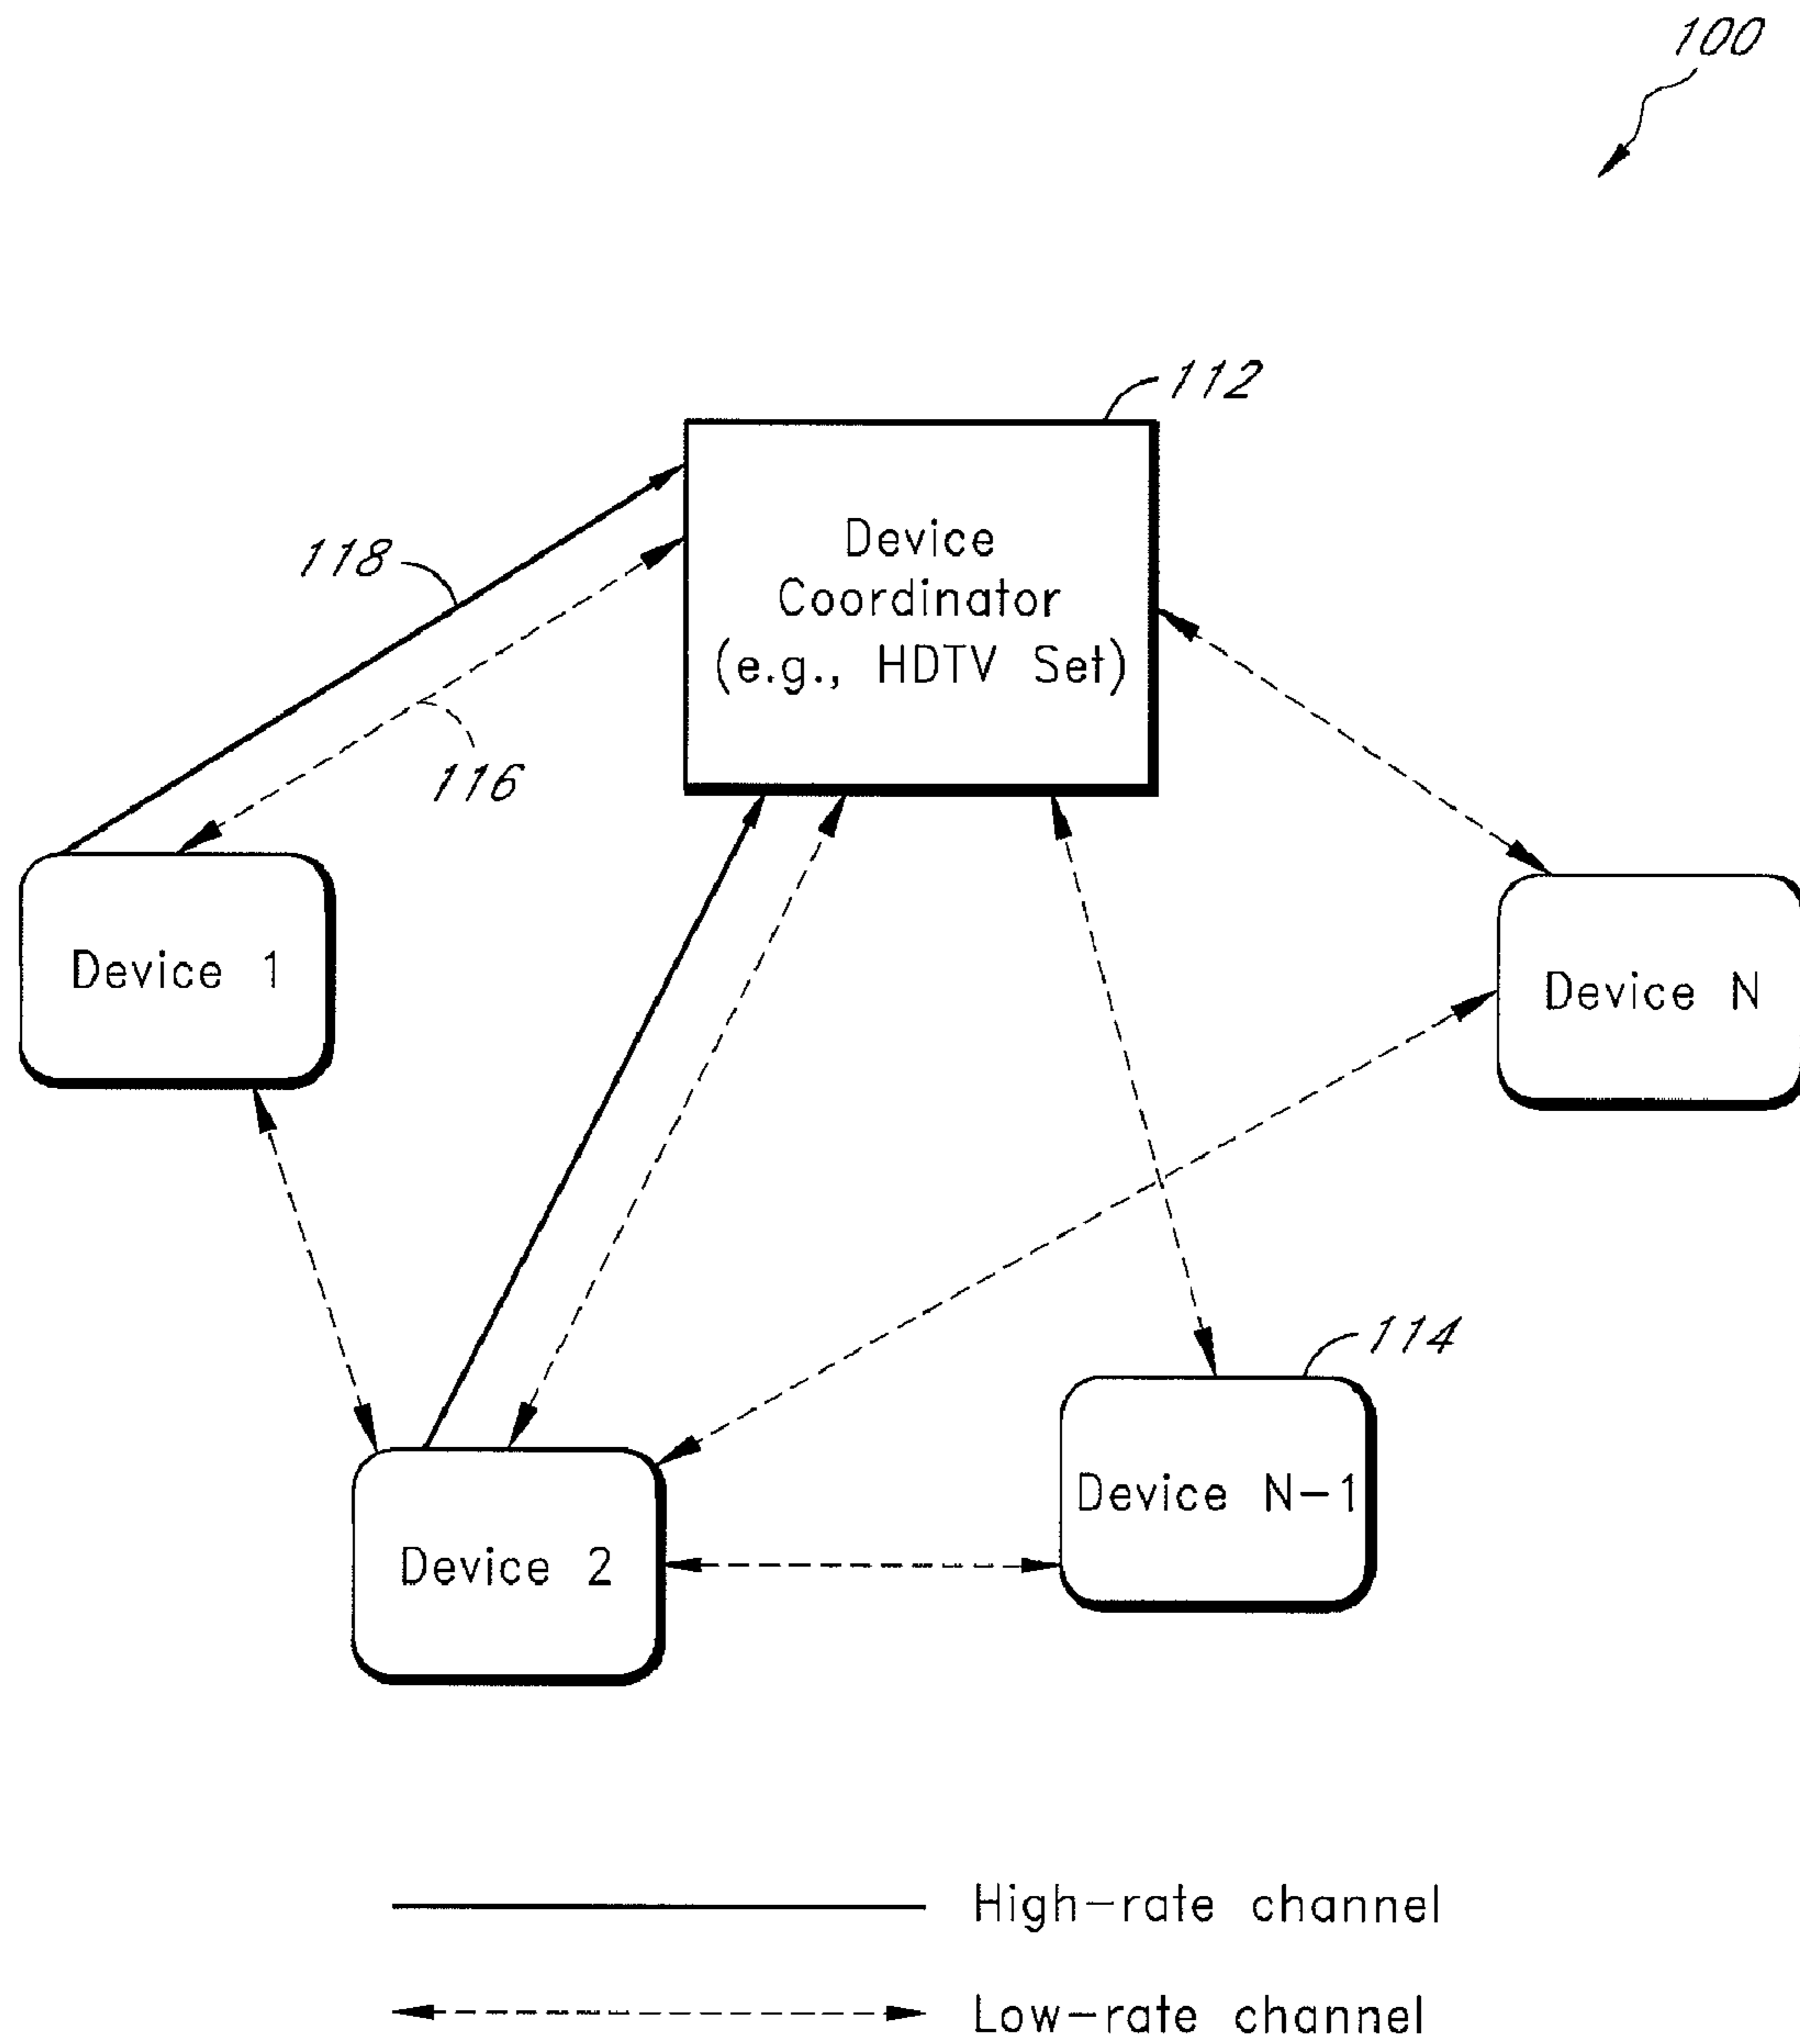 100
112
Device
Coordinator
(e.g., HDTV Set)
118
116
Device 1
Device N
114
Device N-1
Device 2
High-rate channel
Low-rate channel